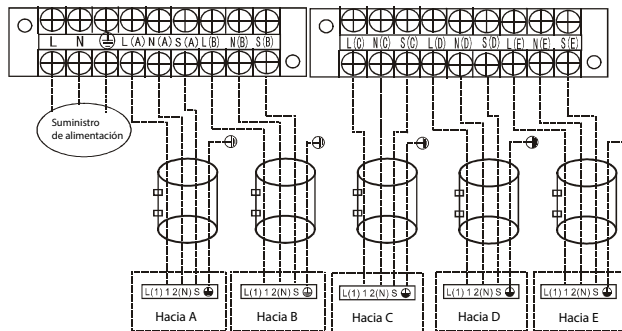 L N L(A) N(A) S(A) L(B) N(B) S(B)
L(C) N(C) S(C) L(D) N(D) S(D) L(E) N(E) S(E)
Suministro
de alimentación
L(1) 1 2(N) S
L(1) 1 2(N) S
L(1) 1 2(N) S
L(1) 1 2(N) S
L(1) 1 2(N) S
Hacia A
Hacia B
Hacia C
Hacia D
Hacia E